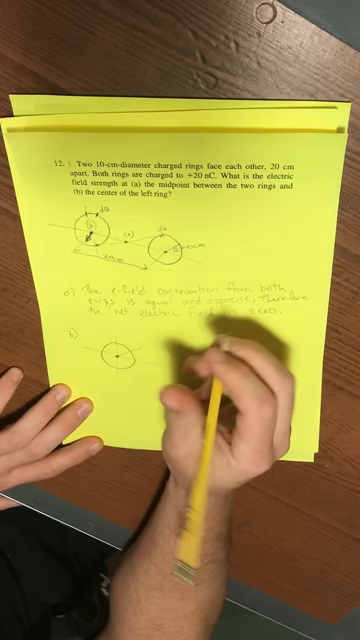 12. Two 10-cm-diameter charged rings face each other, 20 cm
apart. Both rings are charged to +20 nC. What is the electric
field strength at (a) the midpoint between the two rings and
(b) the center of the left ring?
dQ
(b)
(a)
20cm
a) The e-field contribution from both
rings is equal and opposite, therefore
the net electric field is zero.
b)